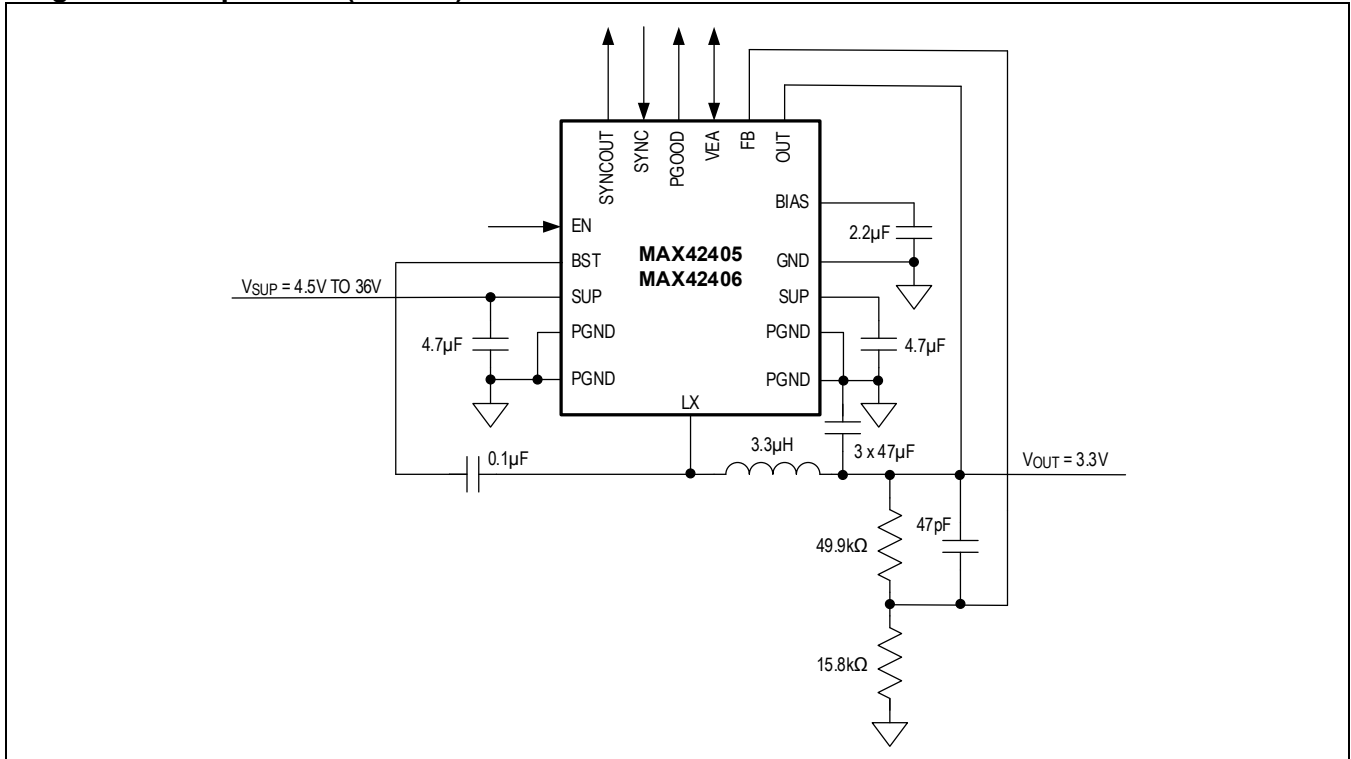 SYNCOUT
SYNC
PGOOD
VEA
FB
OUT
BIAS
2.2µF
EN
BST
MAX42405
MAX42406
GND
VSUP = 4.5V TO 36V
SUP
SUP
4.7µF
PGND
PGND
4.7µF
PGND
PGND
LX
0.1µF
3.3µH
3 x 47µF
VOUT = 3.3V
49.9kΩ
47pF
15.8kΩ